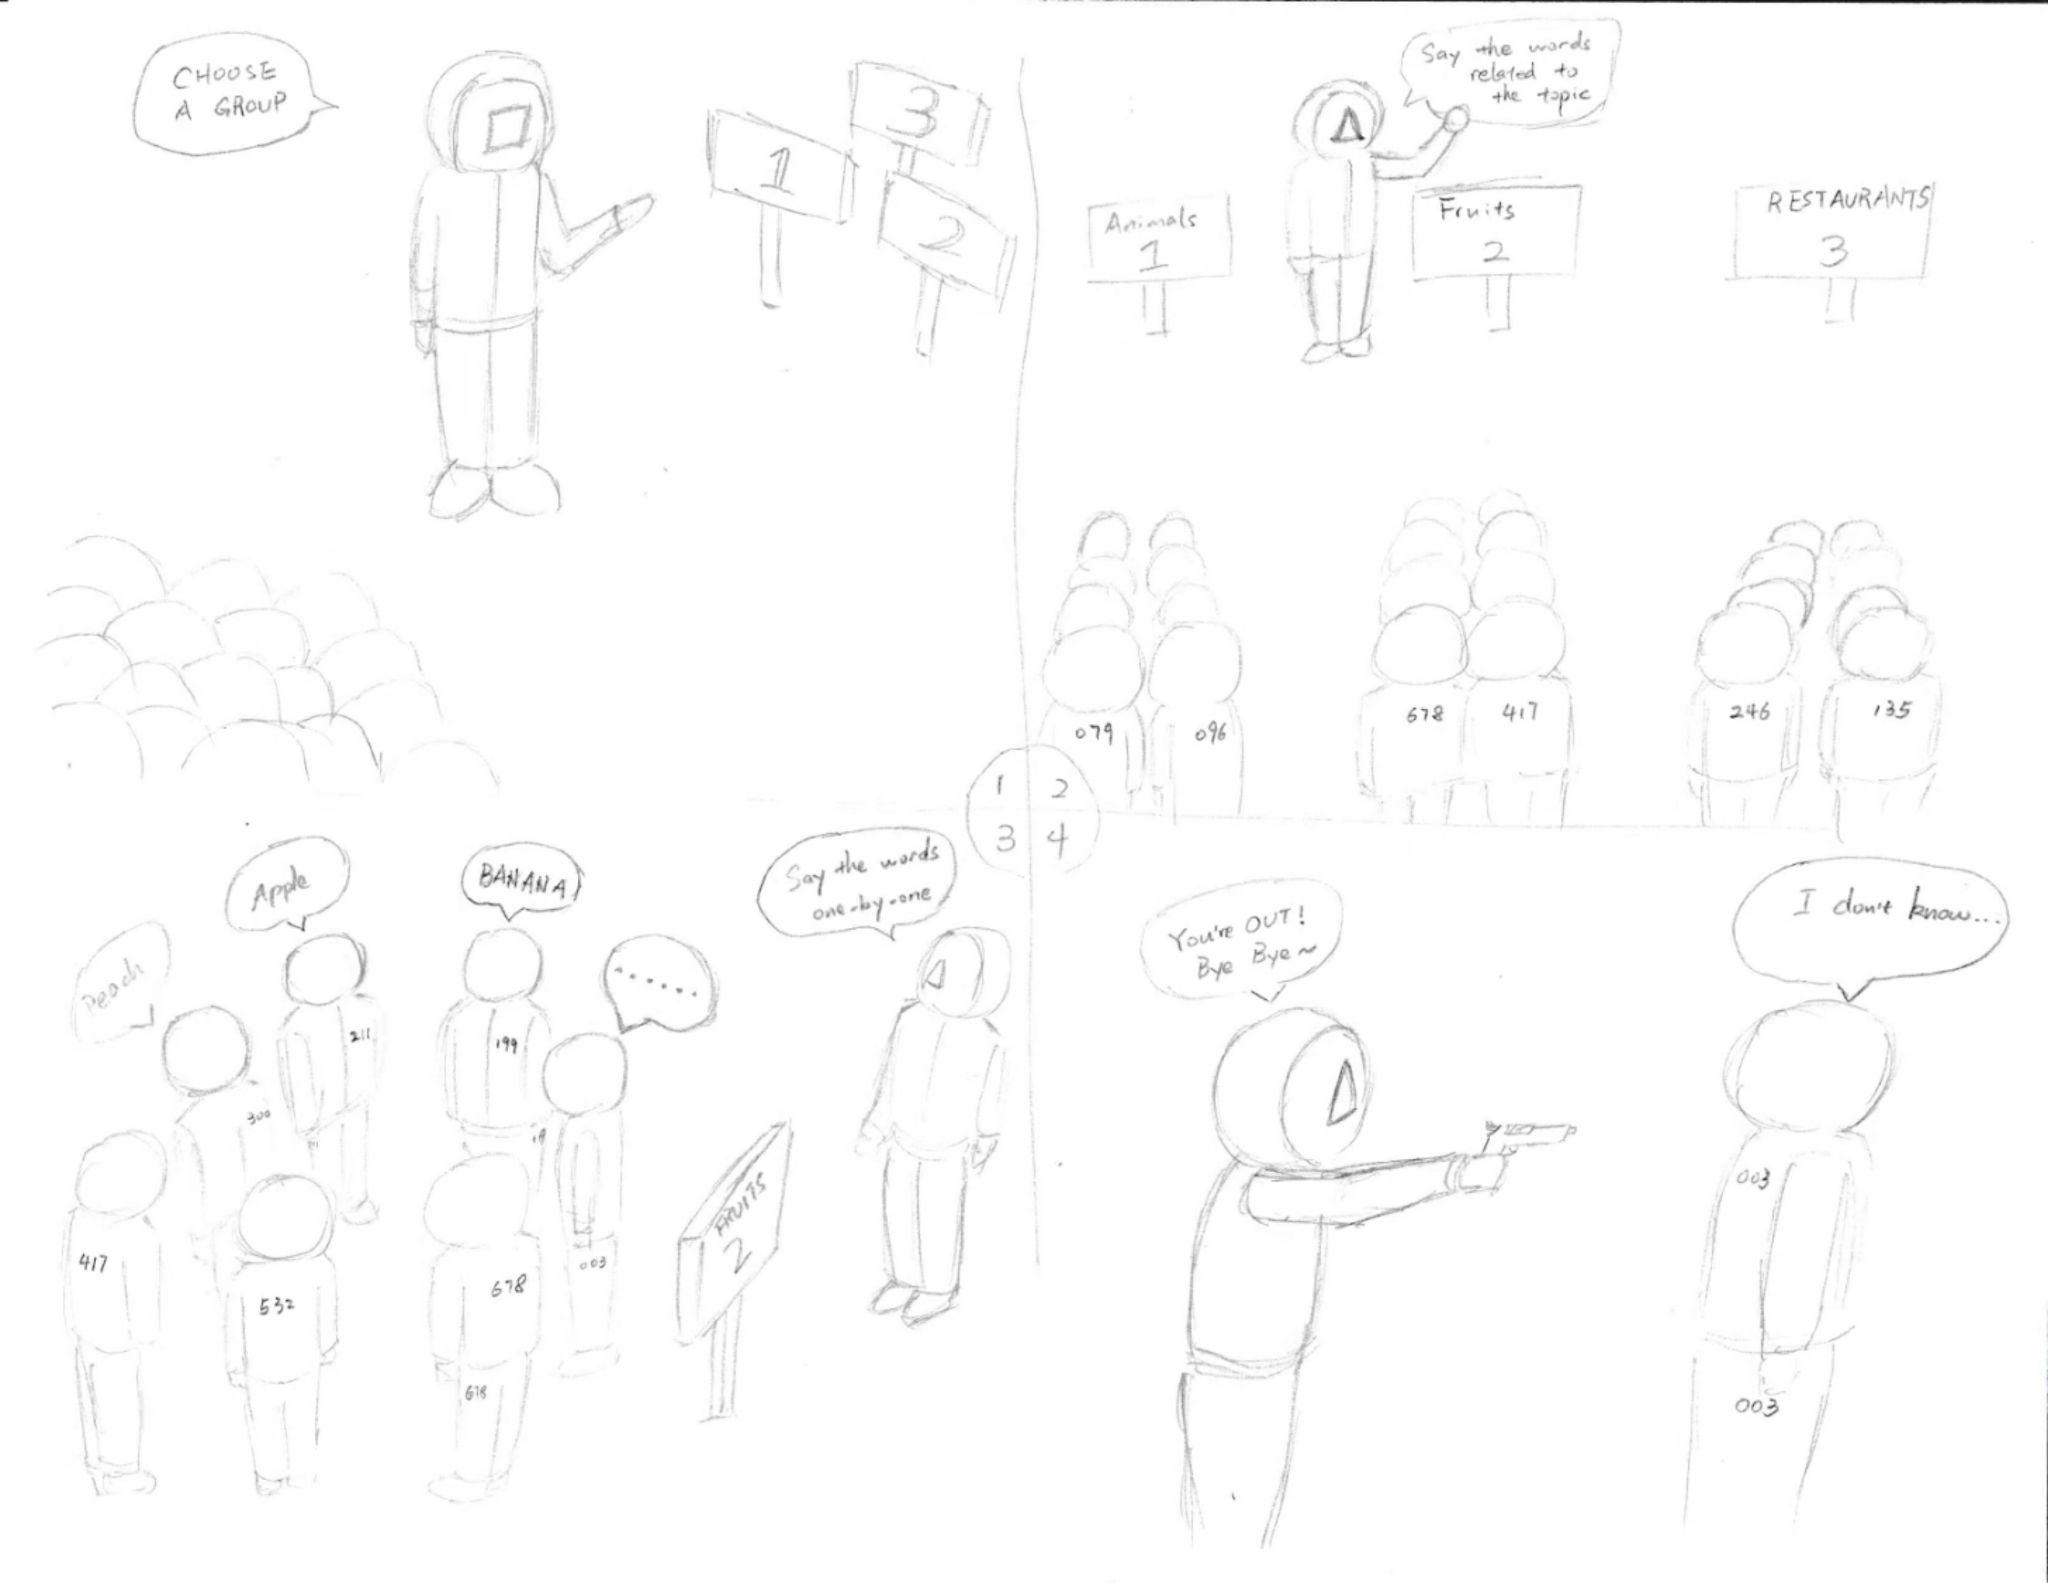 CHOOSE
A GROUP
1
3
2
Say the words
related to
the topic
Animals
1
Fruits
2
RESTAURANTS
3
079
096
678
417
246
135
1
2
3
4
Peach
Apple
BANANA
......
Say the words
one-by-one
211
199
300
19
417
532
678
678
003
FRUITS
2
You're OUT!
Bye Bye~
I don't know...
003
003